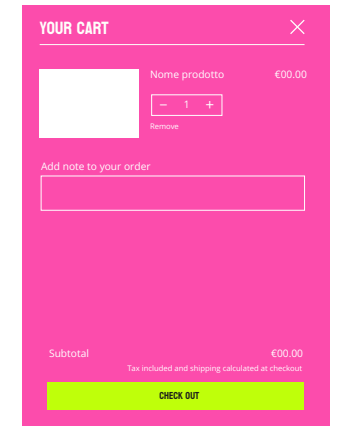 YOUR CART
Nome prodotto €00.00
− 1 +
Remove
Add note to your order
Subtotal €00.00
Tax included and shipping calculated at checkout
CHECK OUT